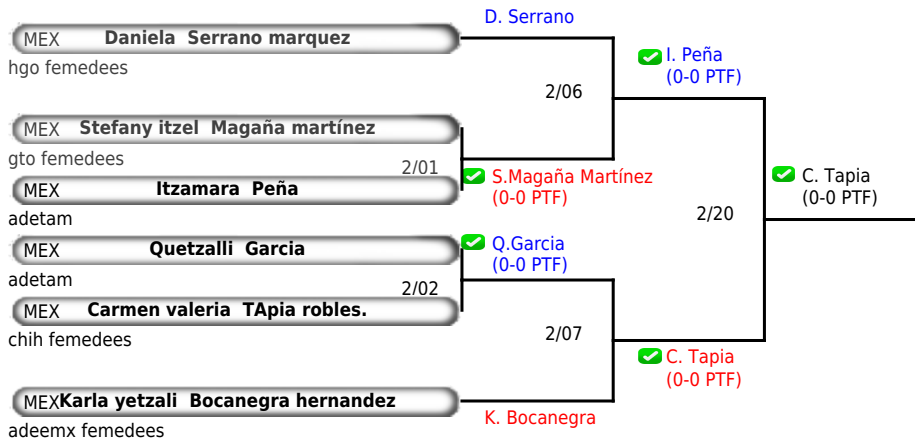 D. Serrano
MEX Daniela Serrano marquez
hgo femedees
I. Peña
(0-0 PTF)
2/06
MEX Stefany itzel Magaña martínez
gto femedees
2/01
S.Magaña Martínez
(0-0 PTF)
MEX Itzamara Peña
adetam
C. Tapia
(0-0 PTF)
2/20
MEX Quetzalli Garcia
adetam
Q.Garcia
(0-0 PTF)
2/02
MEX Carmen valeria TApia robles.
chih femedees
2/07
C. Tapia
(0-0 PTF)
MEX Karla yetzali Bocanegra hernandez
adeemx femedees
K. Bocanegra